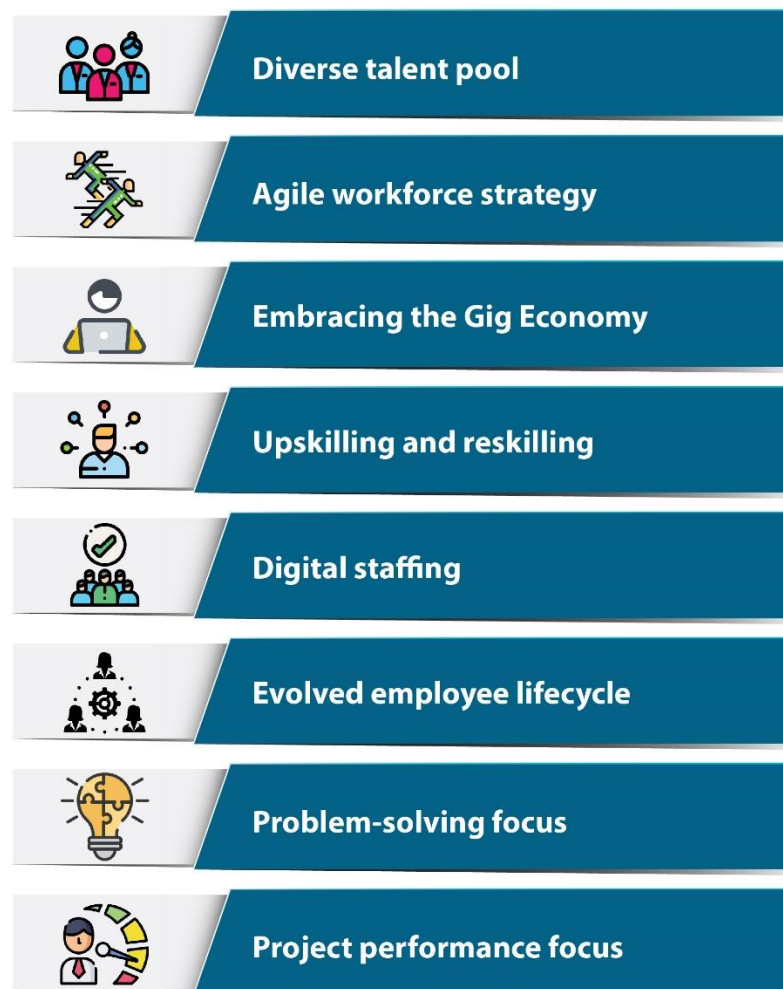 Diverse talent pool
Agile workforce strategy
Embracing the Gig Economy
Upskilling and reskilling
Digital staffing
Evolved employee lifecycle
Problem-solving focus
Project performance focus